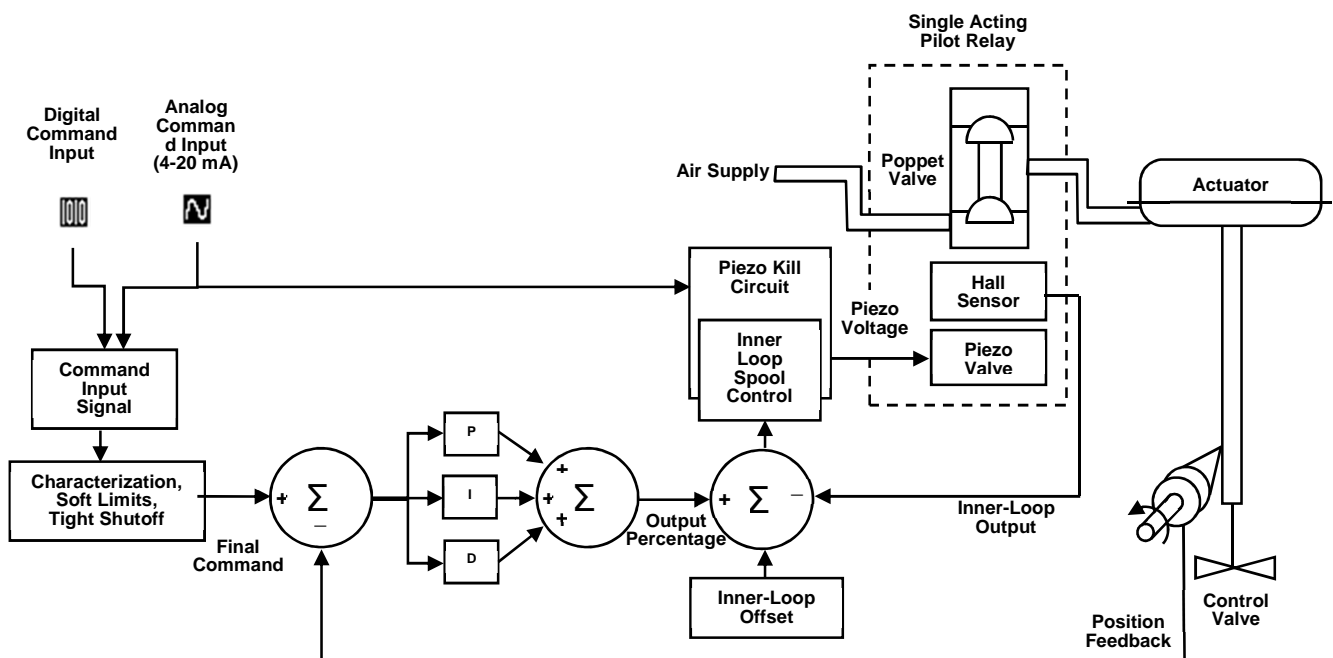 Single Acting
Pilot Relay
Digital
Command
Input
Analog
Comman
d Input
(4-20 mA)
Air Supply
Poppet
Valve
Actuator
Piezo Kill
Circuit
Hall
Sensor
Piezo
Voltage
Inner
Loop
Spool
Control
Piezo
Valve
Command
Input
Signal
Characterization,
Soft Limits,
Tight Shutoff
Final
Command
+
Σ
–
P
I
D
+
+
+
Σ
Output
Percentage
+
Σ
–
Inner-Loop
Output
Inner-Loop
Offset
Position
Feedback
Control
Valve